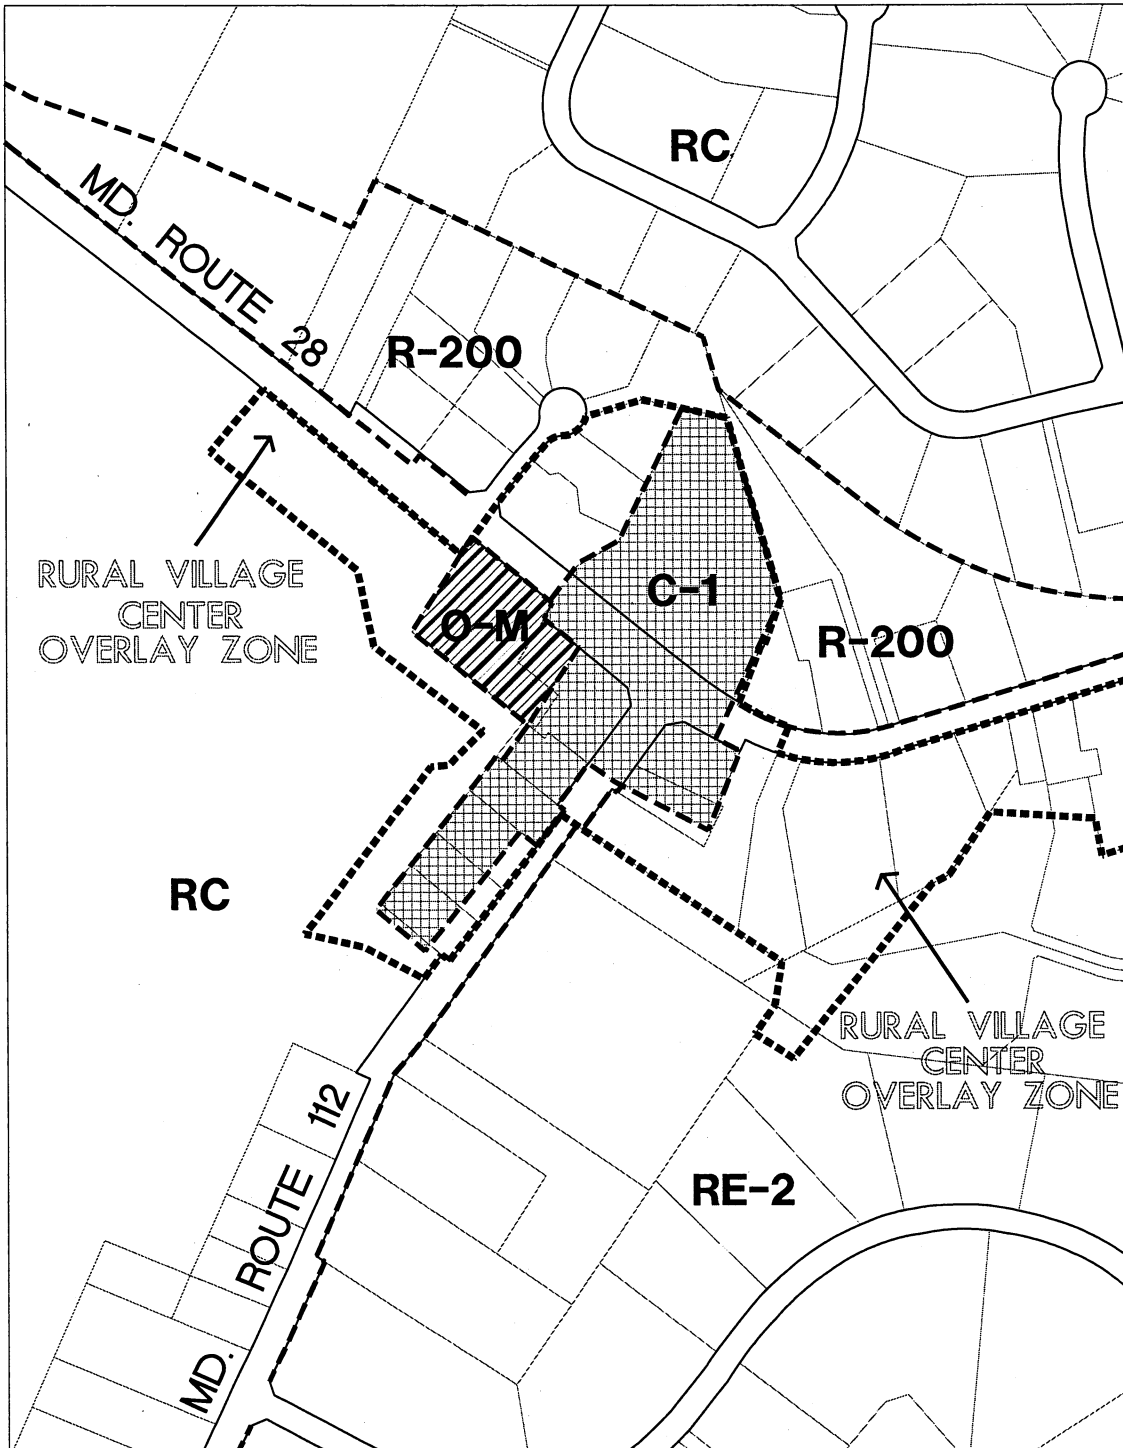 RC
MD. ROUTE 28
R-200
RURAL VILLAGE
CENTER
OVERLAY ZONE
C-1
O-M
R-200
RC
RURAL VILLAGE
CENTER
OVERLAY ZONE
RE-2
MD. ROUTE 112